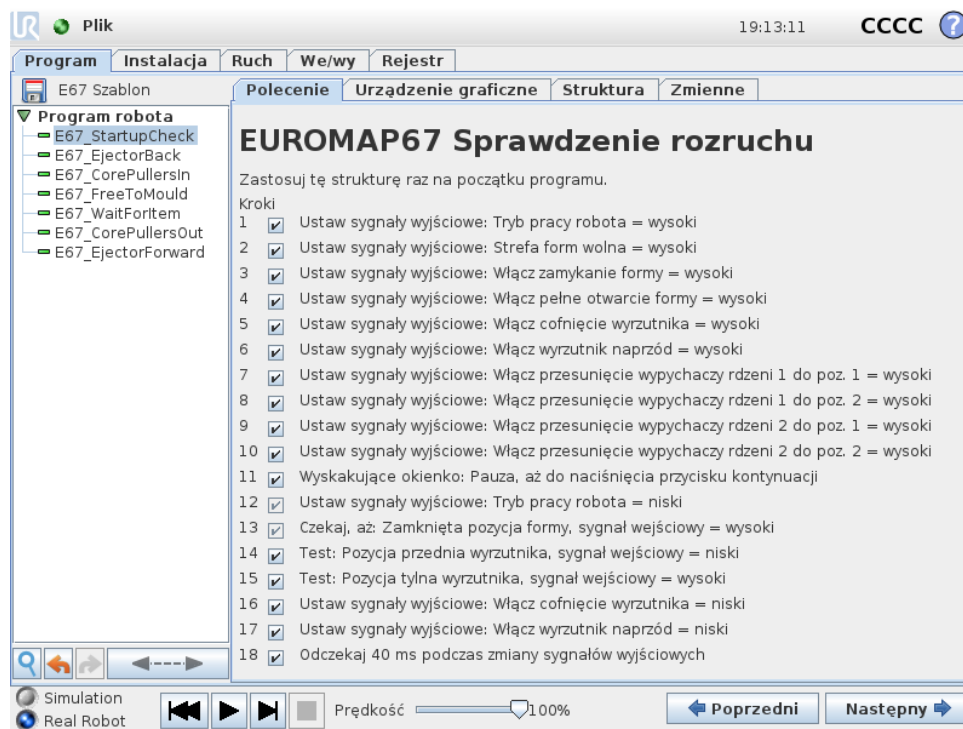 UR Plik 19:13:11 CCCC ?
Program Instalacja Ruch We/wy Rejestr
E67 Szablon
Polecenie Urządzenie graficzne Struktura Zmienne
Program robota
E67_StartupCheck
E67_EjectorBack
E67_CorePullersIn
E67_FreeToMould
E67_WaitForItem
E67_CorePullersOut
E67_EjectorForward
EUROMAP67 Sprawdzenie rozruchu
Zastosuj tę strukturę raz na początku programu.
Kroki
1 Ustaw sygnały wyjściowe: Tryb pracy robota = wysoki
2 Ustaw sygnały wyjściowe: Strefa form wolna = wysoki
3 Ustaw sygnały wyjściowe: Włącz zamykanie formy = wysoki
4 Ustaw sygnały wyjściowe: Włącz pełne otwarcie formy = wysoki
5 Ustaw sygnały wyjściowe: Włącz cofnięcie wyrzutnika = wysoki
6 Ustaw sygnały wyjściowe: Włącz wyrzutnik naprzód = wysoki
7 Ustaw sygnały wyjściowe: Włącz przesunięcie wypychaczy rdzeni 1 do poz. 1 = wysoki
8 Ustaw sygnały wyjściowe: Włącz przesunięcie wypychaczy rdzeni 1 do poz. 2 = wysoki
9 Ustaw sygnały wyjściowe: Włącz przesunięcie wypychaczy rdzeni 2 do poz. 1 = wysoki
10 Ustaw sygnały wyjściowe: Włącz przesunięcie wypychaczy rdzeni 2 do poz. 2 = wysoki
11 Wyskakujące okienko: Pauza, aż do naciśnięcia przycisku kontynuacji
12 Ustaw sygnały wyjściowe: Tryb pracy robota = niski
13 Czekaj, aż: Zamknięta pozycja formy, sygnał wejściowy = wysoki
14 Test: Pozycja przednia wyrzutnika, sygnał wejściowy = niski
15 Test: Pozycja tylna wyrzutnika, sygnał wejściowy = wysoki
16 Ustaw sygnały wyjściowe: Włącz cofnięcie wyrzutnika = niski
17 Ustaw sygnały wyjściowe: Włącz wyrzutnik naprzód = niski
18 Odczekaj 40 ms podczas zmiany sygnałów wyjściowych
Simulation
Real Robot
Prędkość 100%
Poprzedni Następny